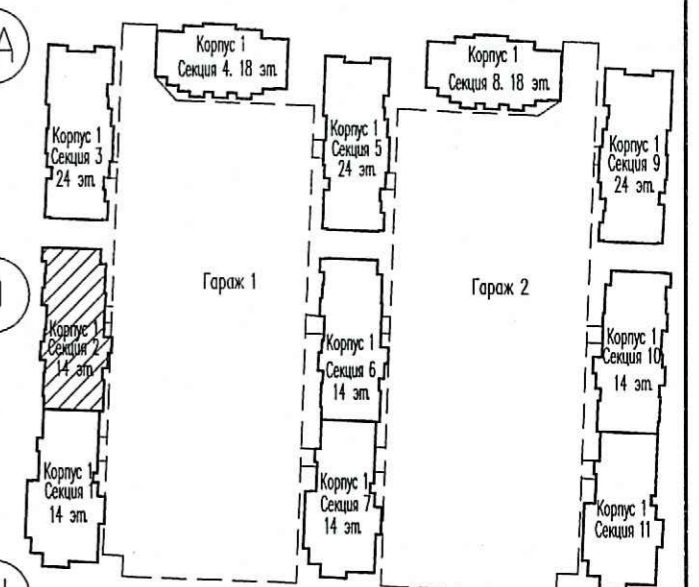 Корпус 1
Секция 4. 18 эт.
Корпус 1
Секция 8. 18 эт.
Корпус 1
Секция 3
24 эт.
Корпус 1
Секция 5
24 эт.
Корпус 1
Секция 9
24 эт.
Гараж 1
Гараж 2
Корпус 1
Секция 2
14 эт.
Корпус 1
Секция 6
14 эт.
Корпус 1
Секция 10
14 эт.
Корпус 1
Секция 1
14 эт.
Корпус 1
Секция 7
14 эт.
Корпус 1
Секция 11